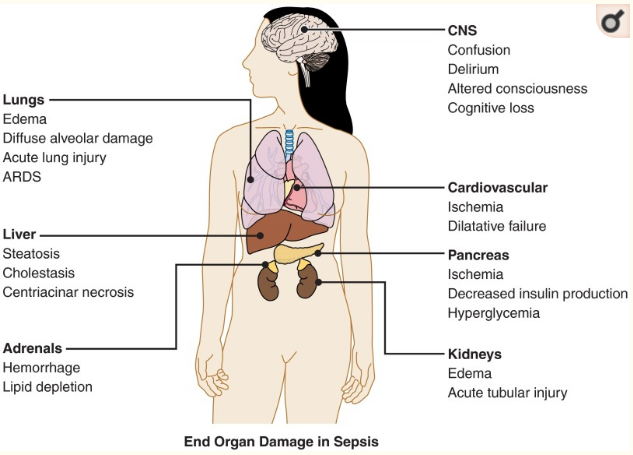 CNS
Confusion
Delirium
Altered consciousness
Cognitive loss
Lungs
Edema
Diffuse alveolar damage
Acute lung injury
ARDS
Cardiovascular
Ischemia
Dilatative failure
Liver
Steatosis
Cholestasis
Centriacinar necrosis
Pancreas
Ischemia
Decreased insulin production
Hyperglycemia
Adrenals
Hemorrhage
Lipid depletion
Kidneys
Edema
Acute tubular injury
End Organ Damage in Sepsis